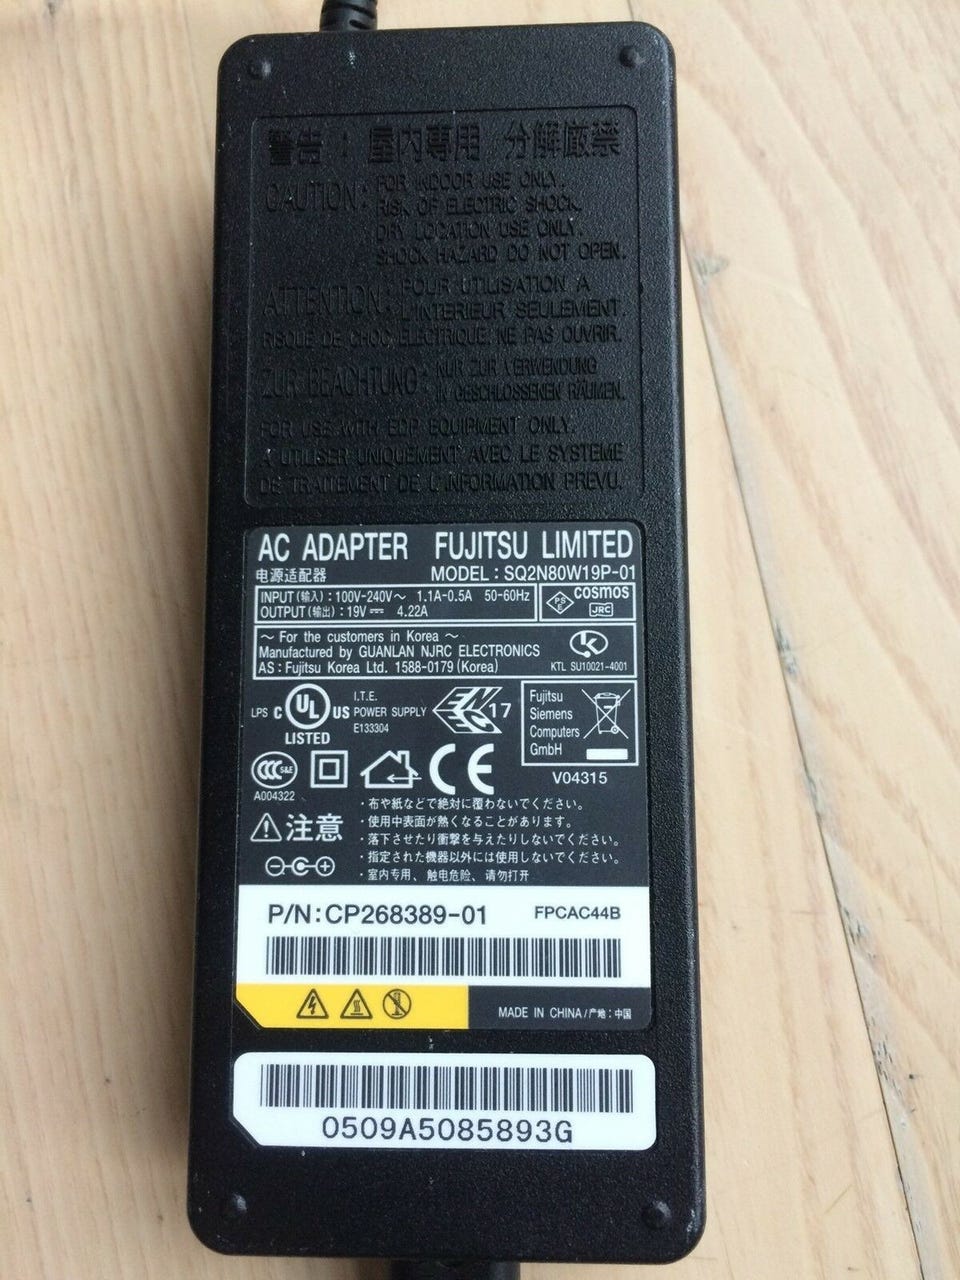 警告：屋内専用 分解厳禁
CAUTION: FOR INDOOR USE ONLY.
RISK OF ELECTRIC SHOCK.
DRY LOCATION USE ONLY.
SHOCK HAZARD DO NOT OPEN.
ATTENTION: POUR UTILISATION A
L'INTERIEUR SEULEMENT.
RISQUE DE CHOC ELECTRIQUE. NE PAS OUVRIR.
ZUR BEACHTUNG: NUR ZUR VERWENDUNG
IN GESCHLOSSENEN RÄUMEN.
FOR USE WITH EDP EQUIPMENT ONLY.
A UTILISER UNIQUEMENT AVEC LE SYSTEME
DE TRAITEMENT DE L'INFORMATION PREVU.
AC ADAPTER FUJITSU LIMITED
电源适配器 MODEL : SQ2N80W19P-01
INPUT (输入) : 100V-240V～ 1.1A-0.5A 50-60Hz
OUTPUT (输出) : 19V ⎓ 4.22A
PS E cosmos
JRC
～ For the customers in Korea ～
Manufactured by GUANLAN NJRC ELECTRONICS
AS : Fujitsu Korea Ltd. 1588-0179 (Korea)
KTL SU10021-4001
LPS C UL US LISTED
I.T.E.
POWER SUPPLY
E133304
17
Fujitsu
Siemens
Computers
GmbH
V04315
CCC S&E
A004322
CE
注意
・布や紙などで絶対に覆わないでください。
・使用中表面が熱くなることがあります。
・落下させたり衝撃を与えたりしないでください。
・指定された機器以外には使用しないでください。
・室内专用、触电危险、请勿打开
P/N : CP268389-01 FPCAC44B
MADE IN CHINA / 产地 : 中国
0509A5085893G